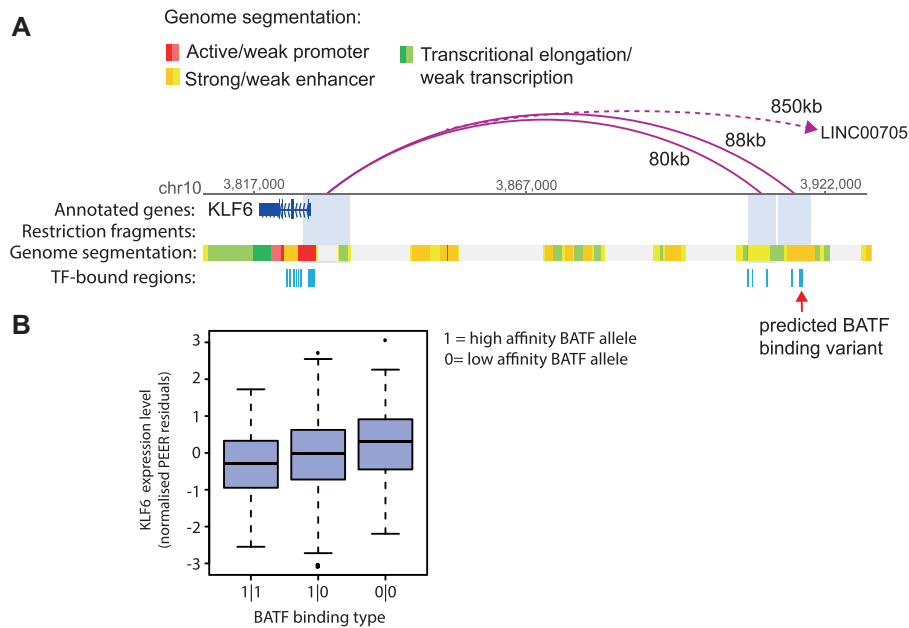 A
Genome segmentation:
Active/weak promoter
Strong/weak enhancer
Transcritional elongation/
weak transcription
850kb
LINC00705
88kb
80kb
chr10
3,817,000
3,867,000
3,922,000
Annotated genes:
KLF6
Restriction fragments:
Genome segmentation:
TF-bound regions:
predicted BATF
binding variant
B
1 = high affinity BATF allele
0= low affinity BATF allele
KLF6 expression level
(normalised PEER residuals)
3
2
1
0
-1
-2
-3
1|1
1|0
0|0
BATF binding type